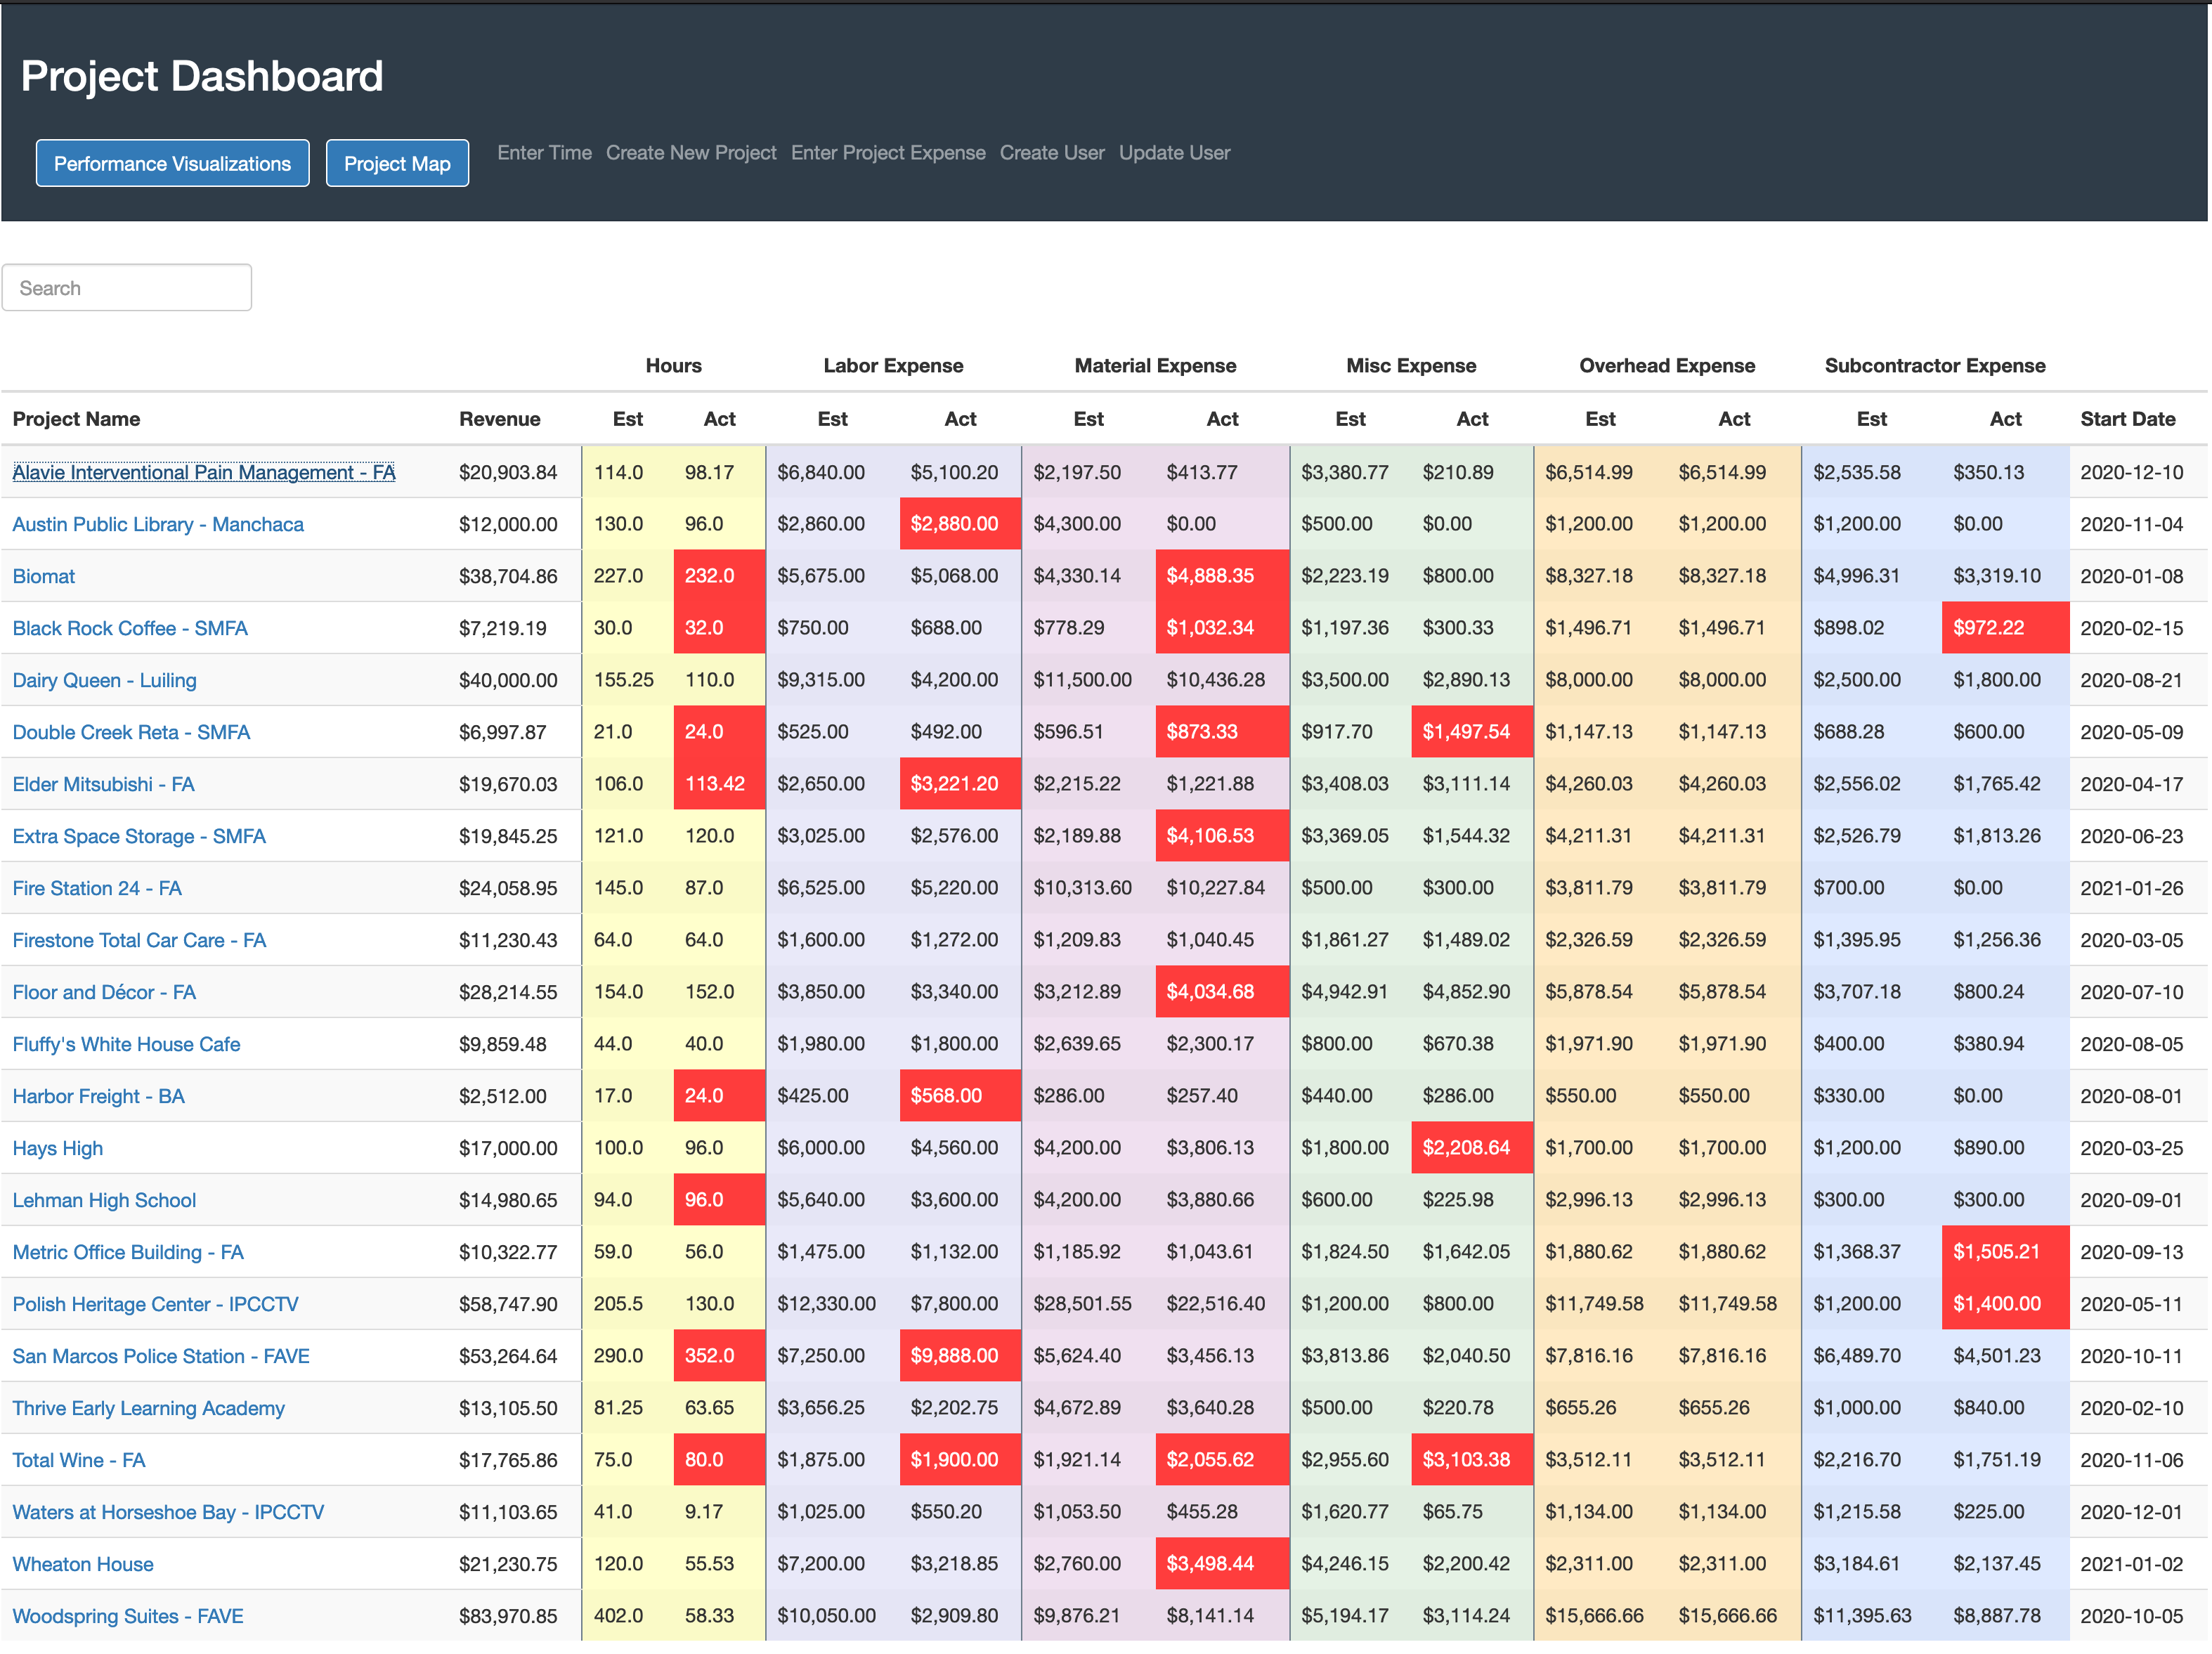 Project Dashboard
Performance Visualizations Project Map Enter Time Create New Project Enter Project Expense Create User Update User
Search
Hours Labor Expense Material Expense Misc Expense Overhead Expense Subcontractor Expense
Project Name Revenue Est Act Est Act Est Act Est Act Est Act Est Act Start Date
Alavie Interventional Pain Management - FA $20,903.84 114.0 98.17 $6,840.00 $5,100.20 $2,197.50 $413.77 $3,380.77 $210.89 $6,514.99 $6,514.99 $2,535.58 $350.13 2020-12-10
Austin Public Library - Manchaca $12,000.00 130.0 96.0 $2,860.00 $2,880.00 $4,300.00 $0.00 $500.00 $0.00 $1,200.00 $1,200.00 $1,200.00 $0.00 2020-11-04
Biomat $38,704.86 227.0 232.0 $5,675.00 $5,068.00 $4,330.14 $4,888.35 $2,223.19 $800.00 $8,327.18 $8,327.18 $4,996.31 $3,319.10 2020-01-08
Black Rock Coffee - SMFA $7,219.19 30.0 32.0 $750.00 $688.00 $778.29 $1,032.34 $1,197.36 $300.33 $1,496.71 $1,496.71 $898.02 $972.22 2020-02-15
Dairy Queen - Luiling $40,000.00 155.25 110.0 $9,315.00 $4,200.00 $11,500.00 $10,436.28 $3,500.00 $2,890.13 $8,000.00 $8,000.00 $2,500.00 $1,800.00 2020-08-21
Double Creek Reta - SMFA $6,997.87 21.0 24.0 $525.00 $492.00 $596.51 $873.33 $917.70 $1,497.54 $1,147.13 $1,147.13 $688.28 $600.00 2020-05-09
Elder Mitsubishi - FA $19,670.03 106.0 113.42 $2,650.00 $3,221.20 $2,215.22 $1,221.88 $3,408.03 $3,111.14 $4,260.03 $4,260.03 $2,556.02 $1,765.42 2020-04-17
Extra Space Storage - SMFA $19,845.25 121.0 120.0 $3,025.00 $2,576.00 $2,189.88 $4,106.53 $3,369.05 $1,544.32 $4,211.31 $4,211.31 $2,526.79 $1,813.26 2020-06-23
Fire Station 24 - FA $24,058.95 145.0 87.0 $6,525.00 $5,220.00 $10,313.60 $10,227.84 $500.00 $300.00 $3,811.79 $3,811.79 $700.00 $0.00 2021-01-26
Firestone Total Car Care - FA $11,230.43 64.0 64.0 $1,600.00 $1,272.00 $1,209.83 $1,040.45 $1,861.27 $1,489.02 $2,326.59 $2,326.59 $1,395.95 $1,256.36 2020-03-05
Floor and Décor - FA $28,214.55 154.0 152.0 $3,850.00 $3,340.00 $3,212.89 $4,034.68 $4,942.91 $4,852.90 $5,878.54 $5,878.54 $3,707.18 $800.24 2020-07-10
Fluffy's White House Cafe $9,859.48 44.0 40.0 $1,980.00 $1,800.00 $2,639.65 $2,300.17 $800.00 $670.38 $1,971.90 $1,971.90 $400.00 $380.94 2020-08-05
Harbor Freight - BA $2,512.00 17.0 24.0 $425.00 $568.00 $286.00 $257.40 $440.00 $286.00 $550.00 $550.00 $330.00 $0.00 2020-08-01
Hays High $17,000.00 100.0 96.0 $6,000.00 $4,560.00 $4,200.00 $3,806.13 $1,800.00 $2,208.64 $1,700.00 $1,700.00 $1,200.00 $890.00 2020-03-25
Lehman High School $14,980.65 94.0 96.0 $5,640.00 $3,600.00 $4,200.00 $3,880.66 $600.00 $225.98 $2,996.13 $2,996.13 $300.00 $300.00 2020-09-01
Metric Office Building - FA $10,322.77 59.0 56.0 $1,475.00 $1,132.00 $1,185.92 $1,043.61 $1,824.50 $1,642.05 $1,880.62 $1,880.62 $1,368.37 $1,505.21 2020-09-13
Polish Heritage Center - IPCCTV $58,747.90 205.5 130.0 $12,330.00 $7,800.00 $28,501.55 $22,516.40 $1,200.00 $800.00 $11,749.58 $11,749.58 $1,200.00 $1,400.00 2020-05-11
San Marcos Police Station - FAVE $53,264.64 290.0 352.0 $7,250.00 $9,888.00 $5,624.40 $3,456.13 $3,813.86 $2,040.50 $7,816.16 $7,816.16 $6,489.70 $4,501.23 2020-10-11
Thrive Early Learning Academy $13,105.50 81.25 63.65 $3,656.25 $2,202.75 $4,672.89 $3,640.28 $500.00 $220.78 $655.26 $655.26 $1,000.00 $840.00 2020-02-10
Total Wine - FA $17,765.86 75.0 80.0 $1,875.00 $1,900.00 $1,921.14 $2,055.62 $2,955.60 $3,103.38 $3,512.11 $3,512.11 $2,216.70 $1,751.19 2020-11-06
Waters at Horseshoe Bay - IPCCTV $11,103.65 41.0 9.17 $1,025.00 $550.20 $1,053.50 $455.28 $1,620.77 $65.75 $1,134.00 $1,134.00 $1,215.58 $225.00 2020-12-01
Wheaton House $21,230.75 120.0 55.53 $7,200.00 $3,218.85 $2,760.00 $3,498.44 $4,246.15 $2,200.42 $2,311.00 $2,311.00 $3,184.61 $2,137.45 2021-01-02
Woodspring Suites - FAVE $83,970.85 402.0 58.33 $10,050.00 $2,909.80 $9,876.21 $8,141.14 $5,194.17 $3,114.24 $15,666.66 $15,666.66 $11,395.63 $8,887.78 2020-10-05